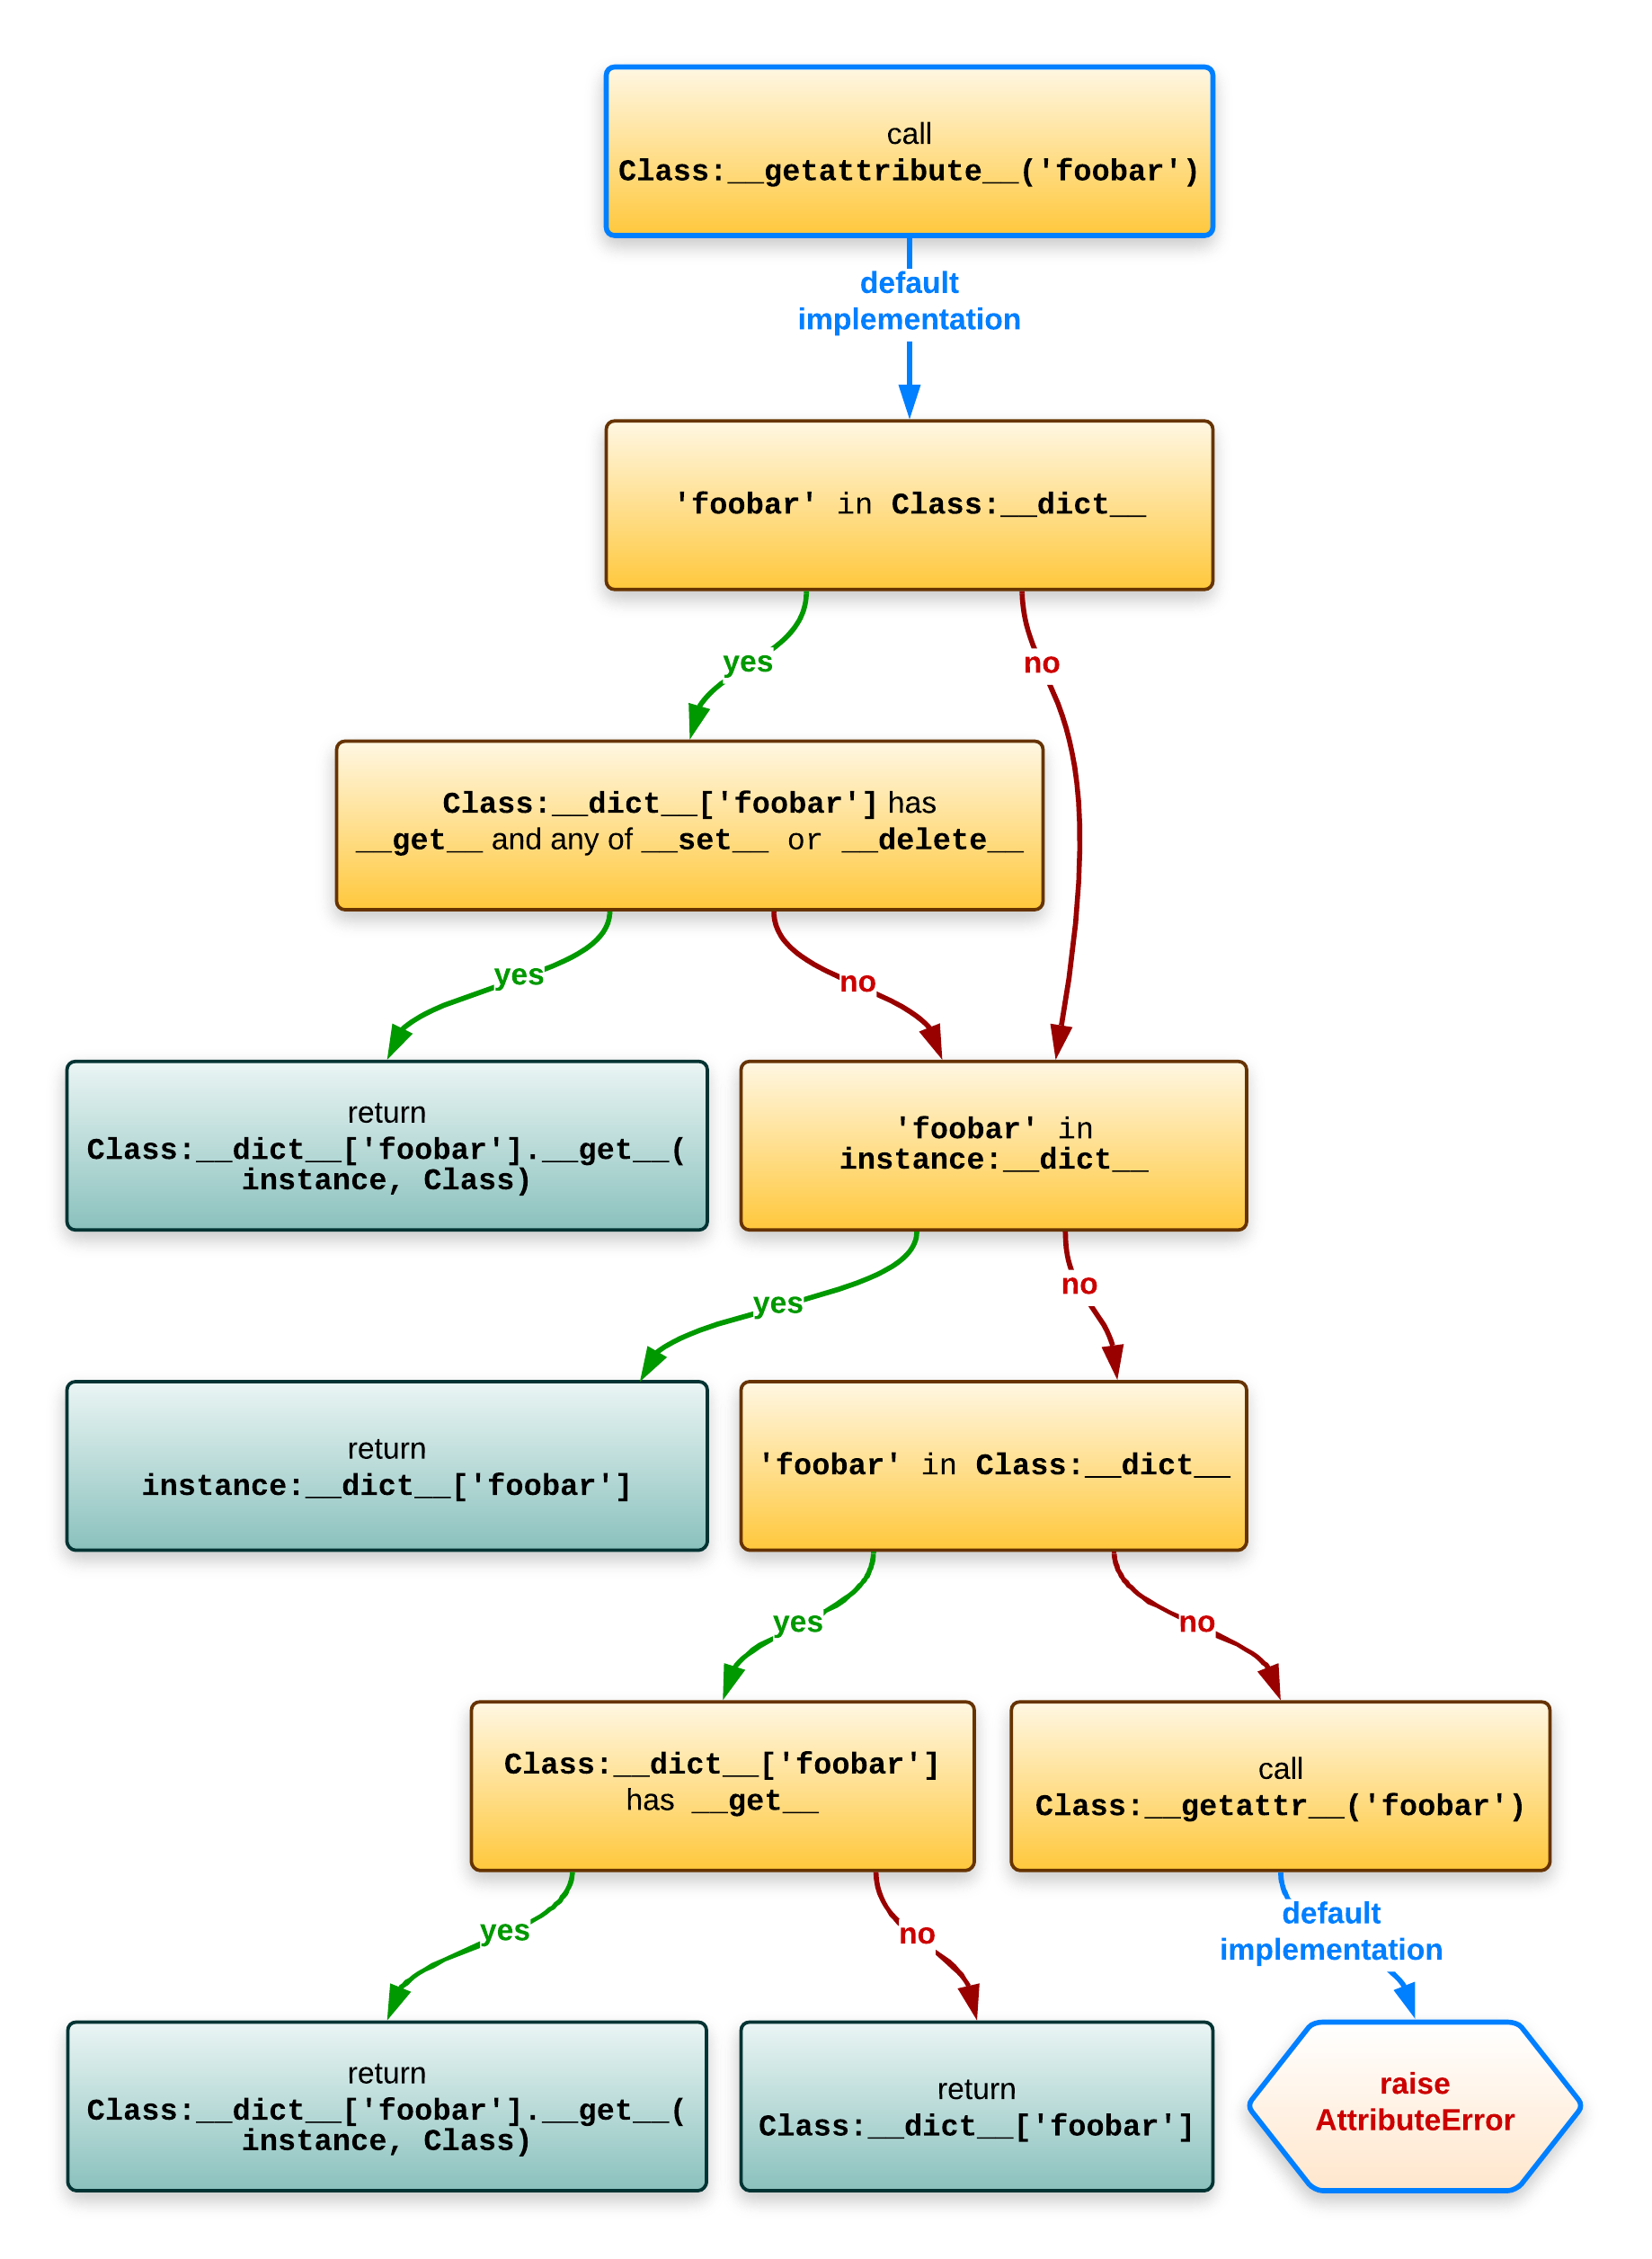 call
Class:__getattribute__('foobar')
default
implementation
'foobar' in Class:__dict__
yes
no
Class:__dict__['foobar'] has
__get__ and any of __set__ or __delete__
yes
no
return
Class:__dict__['foobar'].__get__(
instance, Class)
'foobar' in
instance:__dict__
yes
no
return
instance:__dict__['foobar']
'foobar' in Class:__dict__
yes
no
Class:__dict__['foobar']
has __get__
call
Class:__getattr__('foobar')
yes
no
default
implementation
return
Class:__dict__['foobar'].__get__(
instance, Class)
return
Class:__dict__['foobar']
raise
AttributeError